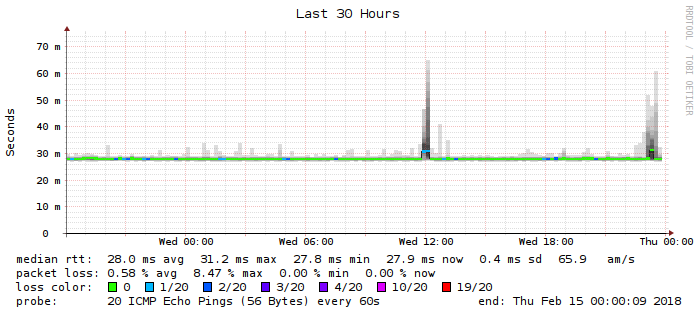 Last 30 Hours
RRDTOOL / TOBI OETIKER
Seconds
70 m
60 m
50 m
40 m
30 m
20 m
10 m
0
Wed 00:00 Wed 06:00 Wed 12:00 Wed 18:00 Thu 00:00
median rtt: 28.0 ms avg 31.2 ms max 27.8 ms min 27.9 ms now 0.4 ms sd 65.9 am/s
packet loss: 0.58 % avg 8.47 % max 0.00 % min 0.00 % now
loss color: 0 1/20 2/20 3/20 4/20 10/20 19/20
probe: 20 ICMP Echo Pings (56 Bytes) every 60s end: Thu Feb 15 00:00:09 2018